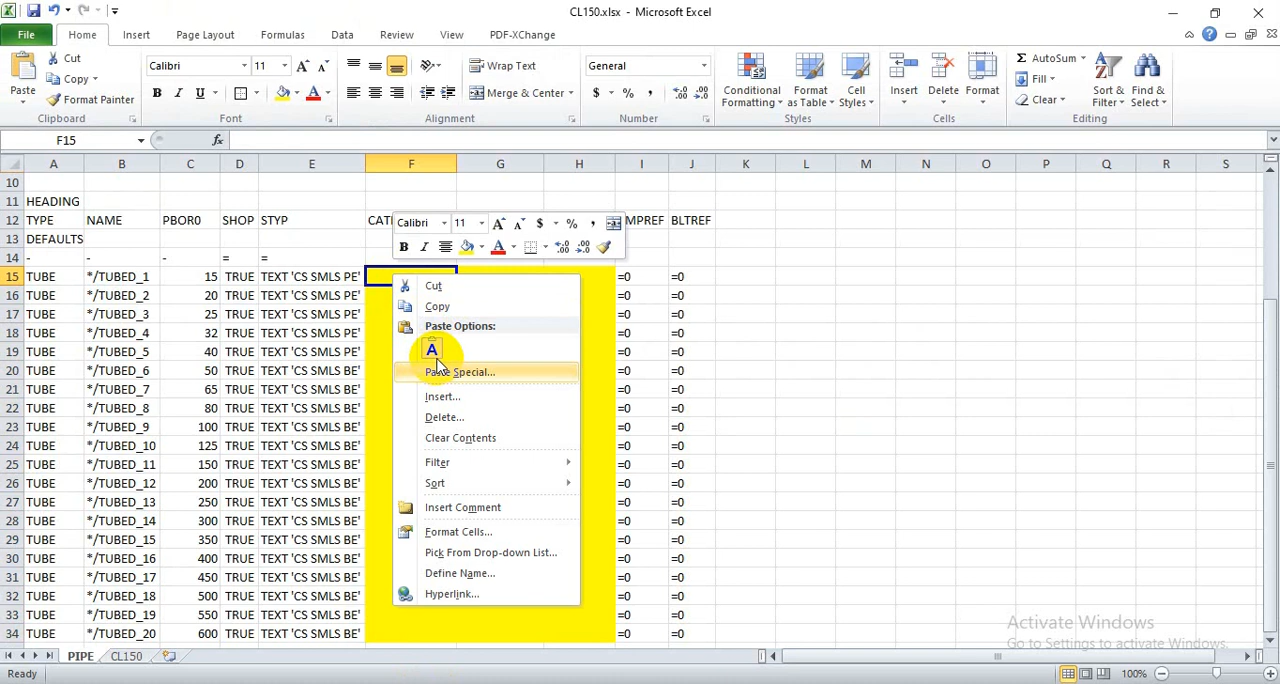 CL150.xlsx - Microsoft Excel
File Home Insert Page Layout Formulas Data Review View PDF-XChange
Paste Cut Copy Format Painter Clipboard
Calibri 11 B I U A Font
Wrap Text Merge & Center Alignment
General $ % , Number
Conditional Formatting Format as Table Cell Styles Styles
Insert Delete Format Cells
Σ AutoSum Fill Clear Sort & Filter Find & Select Editing
F15 fx
A B C D E F G H I J K L M N O P Q R S
10
11 HEADING
12 TYPE NAME PBOR0 SHOP STYP CATI MPREF BLTREF
13 DEFAULTS
14 - - - = =
15 TUBE */TUBED_1 15 TRUE TEXT 'CS SMLS PE' =0 =0
16 TUBE */TUBED_2 20 TRUE TEXT 'CS SMLS PE' =0 =0
17 TUBE */TUBED_3 25 TRUE TEXT 'CS SMLS PE' =0 =0
18 TUBE */TUBED_4 32 TRUE TEXT 'CS SMLS PE' =0 =0
19 TUBE */TUBED_5 40 TRUE TEXT 'CS SMLS PE' =0 =0
20 TUBE */TUBED_6 50 TRUE TEXT 'CS SMLS BE' =0 =0
21 TUBE */TUBED_7 65 TRUE TEXT 'CS SMLS BE' =0 =0
22 TUBE */TUBED_8 80 TRUE TEXT 'CS SMLS BE' =0 =0
23 TUBE */TUBED_9 100 TRUE TEXT 'CS SMLS BE' =0 =0
24 TUBE */TUBED_10 125 TRUE TEXT 'CS SMLS BE' =0 =0
25 TUBE */TUBED_11 150 TRUE TEXT 'CS SMLS BE' =0 =0
26 TUBE */TUBED_12 200 TRUE TEXT 'CS SMLS BE' =0 =0
27 TUBE */TUBED_13 250 TRUE TEXT 'CS SMLS BE' =0 =0
28 TUBE */TUBED_14 300 TRUE TEXT 'CS SMLS BE' =0 =0
29 TUBE */TUBED_15 350 TRUE TEXT 'CS SMLS BE' =0 =0
30 TUBE */TUBED_16 400 TRUE TEXT 'CS SMLS BE' =0 =0
31 TUBE */TUBED_17 450 TRUE TEXT 'CS SMLS BE' =0 =0
32 TUBE */TUBED_18 500 TRUE TEXT 'CS SMLS BE' =0 =0
33 TUBE */TUBED_19 550 TRUE TEXT 'CS SMLS BE' =0 =0
34 TUBE */TUBED_20 600 TRUE TEXT 'CS SMLS BE' =0 =0
Calibri 11 A A $ % ,
B I A
Cut
Copy
Paste Options:
A
Paste Special...
Insert...
Delete...
Clear Contents
Filter
Sort
Insert Comment
Format Cells...
Pick From Drop-down List...
Define Name...
Hyperlink...
Activate Windows
Go to Settings to activate Windows.
PIPE CL150
Ready 100%